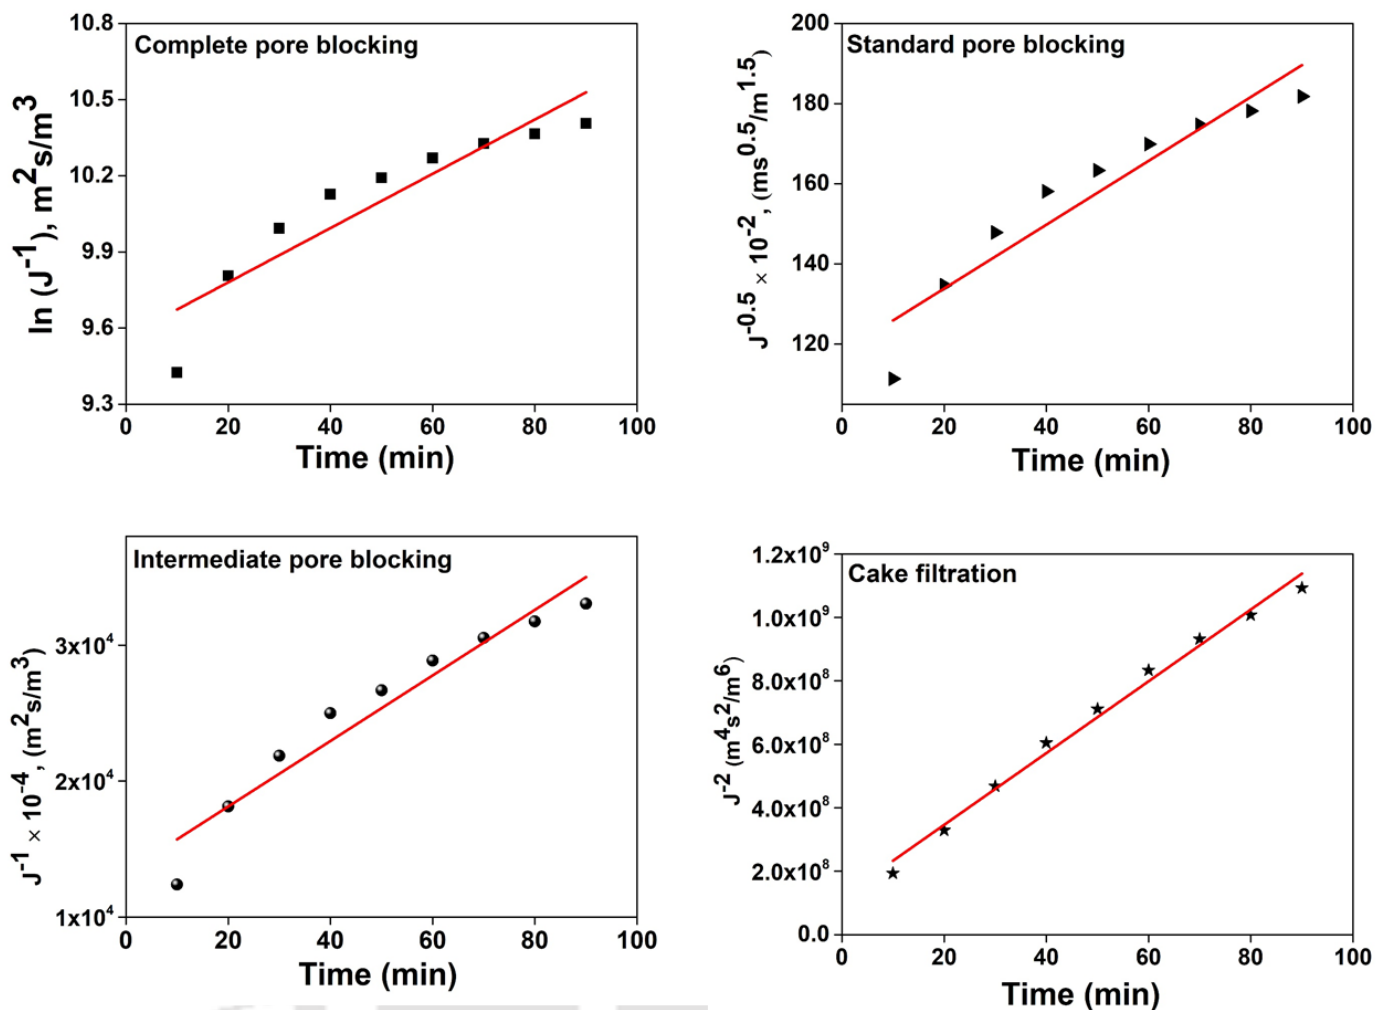 Complete pore blocking
ln (J⁻¹), m²s/m³
10.8
10.5
10.2
9.9
9.6
9.3
0 20 40 60 80 100
Time (min)
Standard pore blocking
J⁻⁰·⁵ × 10⁻², (ms⁰·⁵/m¹·⁵)
200
180
160
140
120
0 20 40 60 80 100
Time (min)
Intermediate pore blocking
J⁻¹ × 10⁻⁴, (m²s/m³)
3x10⁴
2x10⁴
1x10⁴
0 20 40 60 80 100
Time (min)
Cake filtration
J⁻² (m⁴s²/m⁶)
1.2x10⁹
1.0x10⁹
8.0x10⁸
6.0x10⁸
4.0x10⁸
2.0x10⁸
0.0
0 20 40 60 80 100
Time (min)